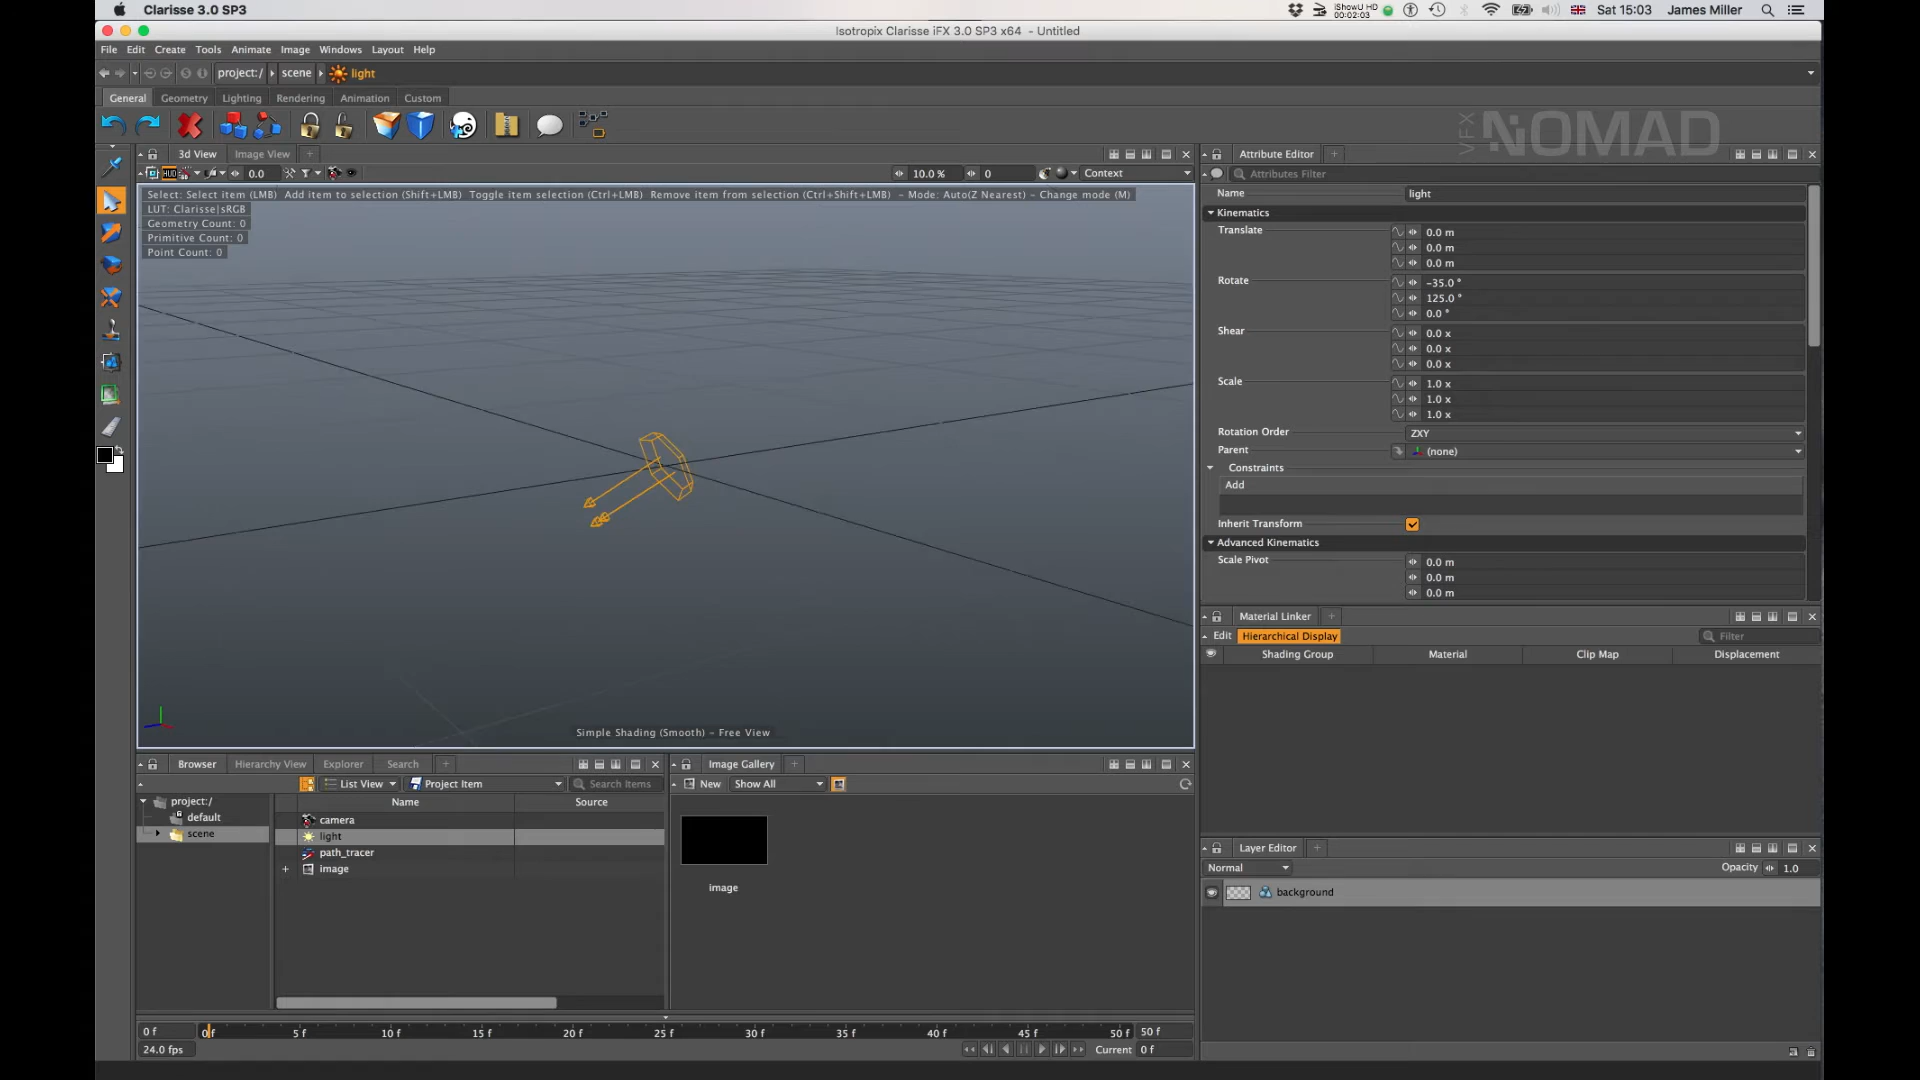 Clarisse 3.0 SP3
iShowU HD
00:02:03
Sat 15:03 James Miller
Isotropix Clarisse iFX 3.0 SP3 x64 - Untitled
File Edit Create Tools Animate Image Windows Layout Help
project:/ scene light
General Geometry Lighting Rendering Animation Custom
VFX NOMAD
3d View Image View +
0.0 10.0 % 0 Context
Select: Select item (LMB) Add item to selection (Shift+LMB) Toggle item selection (Ctrl+LMB) Remove item from selection (Ctrl+Shift+LMB) - Mode: Auto(Z Nearest) - Change mode (M)
LUT: Clarisse|sRGB
Geometry Count: 0
Primitive Count: 0
Point Count: 0
Simple Shading (Smooth) - Free View
Attribute Editor +
Attributes Filter
Name light
Kinematics
Translate 0.0 m
0.0 m
0.0 m
Rotate -35.0 °
125.0 °
0.0 °
Shear 0.0 x
0.0 x
0.0 x
Scale 1.0 x
1.0 x
1.0 x
Rotation Order ZXY
Parent (none)
Constraints
Add
Inherit Transform
Advanced Kinematics
Scale Pivot 0.0 m
0.0 m
0.0 m
Material Linker +
Edit Hierarchical Display Filter
Shading Group Material Clip Map Displacement
Browser Hierarchy View Explorer Search +
List View Project Item Search Items
project:/
default
scene
Name Source
camera
light
path_tracer
+ image
Image Gallery +
New Show All
image
Layer Editor +
Normal Opacity 1.0
background
0 f 0 f 5 f 10 f 15 f 20 f 25 f 30 f 35 f 40 f 45 f 50 f 50 f
24.0 fps Current 0 f